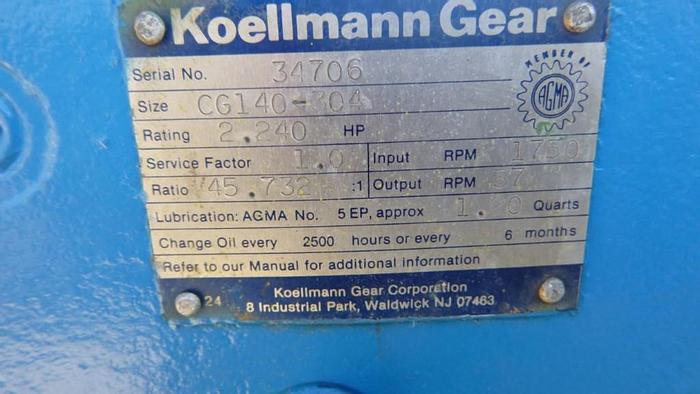 Koellmann Gear
MEMBER OF
AGMA
Serial No. 34706
Size CG140-304
Rating 2.240 HP
Service Factor 1.0 Input RPM 1750
Ratio 45.732 :1 Output RPM
Lubrication: AGMA No. 5 EP, approx Quarts
Change Oil every 2500 hours or every 6 months
Refer to our Manual for additional information
24
Koellmann Gear Corporation
8 Industrial Park, Waldwick NJ 07463